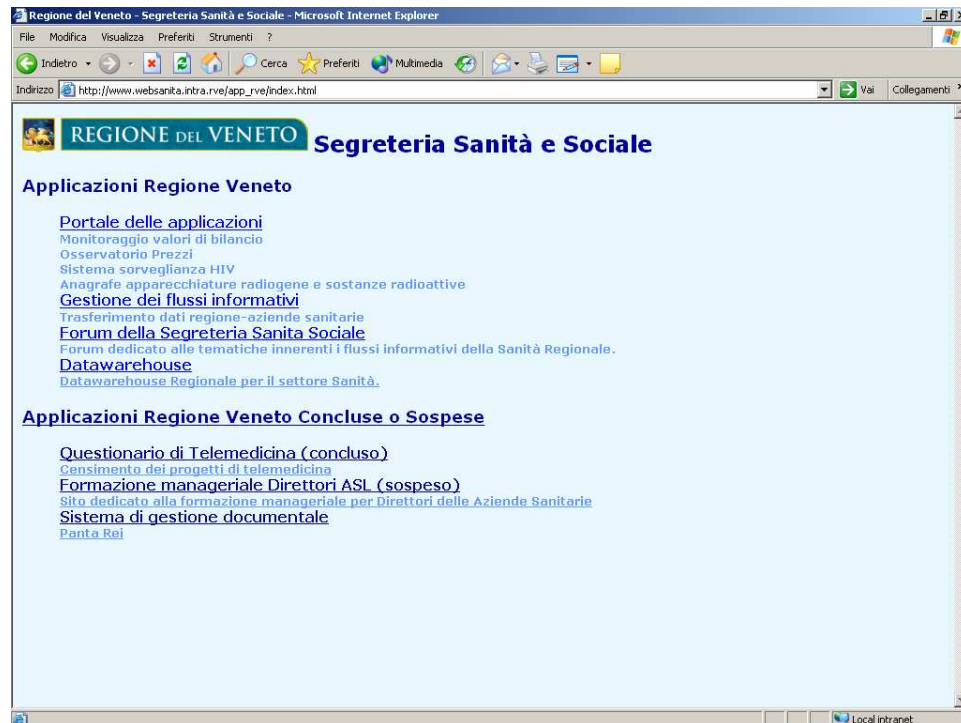 Regione del Veneto - Segreteria Sanità e Sociale - Microsoft Internet Explorer
File Modifica Visualizza Preferiti Strumenti ?
Indietro Cerca Preferiti Multimedia
Indirizzo http://www.websanita.intra.rve/app_rve/index.html Vai Collegamenti »
REGIONE DEL VENETO Segreteria Sanità e Sociale
Applicazioni Regione Veneto
Portale delle applicazioni
Monitoraggio valori di bilancio
Osservatorio Prezzi
Sistema sorveglianza HIV
Anagrafe apparecchiature radiogene e sostanze radioattive
Gestione dei flussi informativi
Trasferimento dati regione-aziende sanitarie
Forum della Segreteria Sanita Sociale
Forum dedicato alle tematiche innerenti i flussi informativi della Sanità Regionale.
Datawarehouse
Datawarehouse Regionale per il settore Sanità.
Applicazioni Regione Veneto Concluse o Sospese
Questionario di Telemedicina (concluso)
Censimento dei progetti di telemedicina
Formazione manageriale Direttori ASL (sospeso)
Sito dedicato alla formazione manageriale per Direttori delle Aziende Sanitarie
Sistema di gestione documentale
Panta Rei
Local intranet